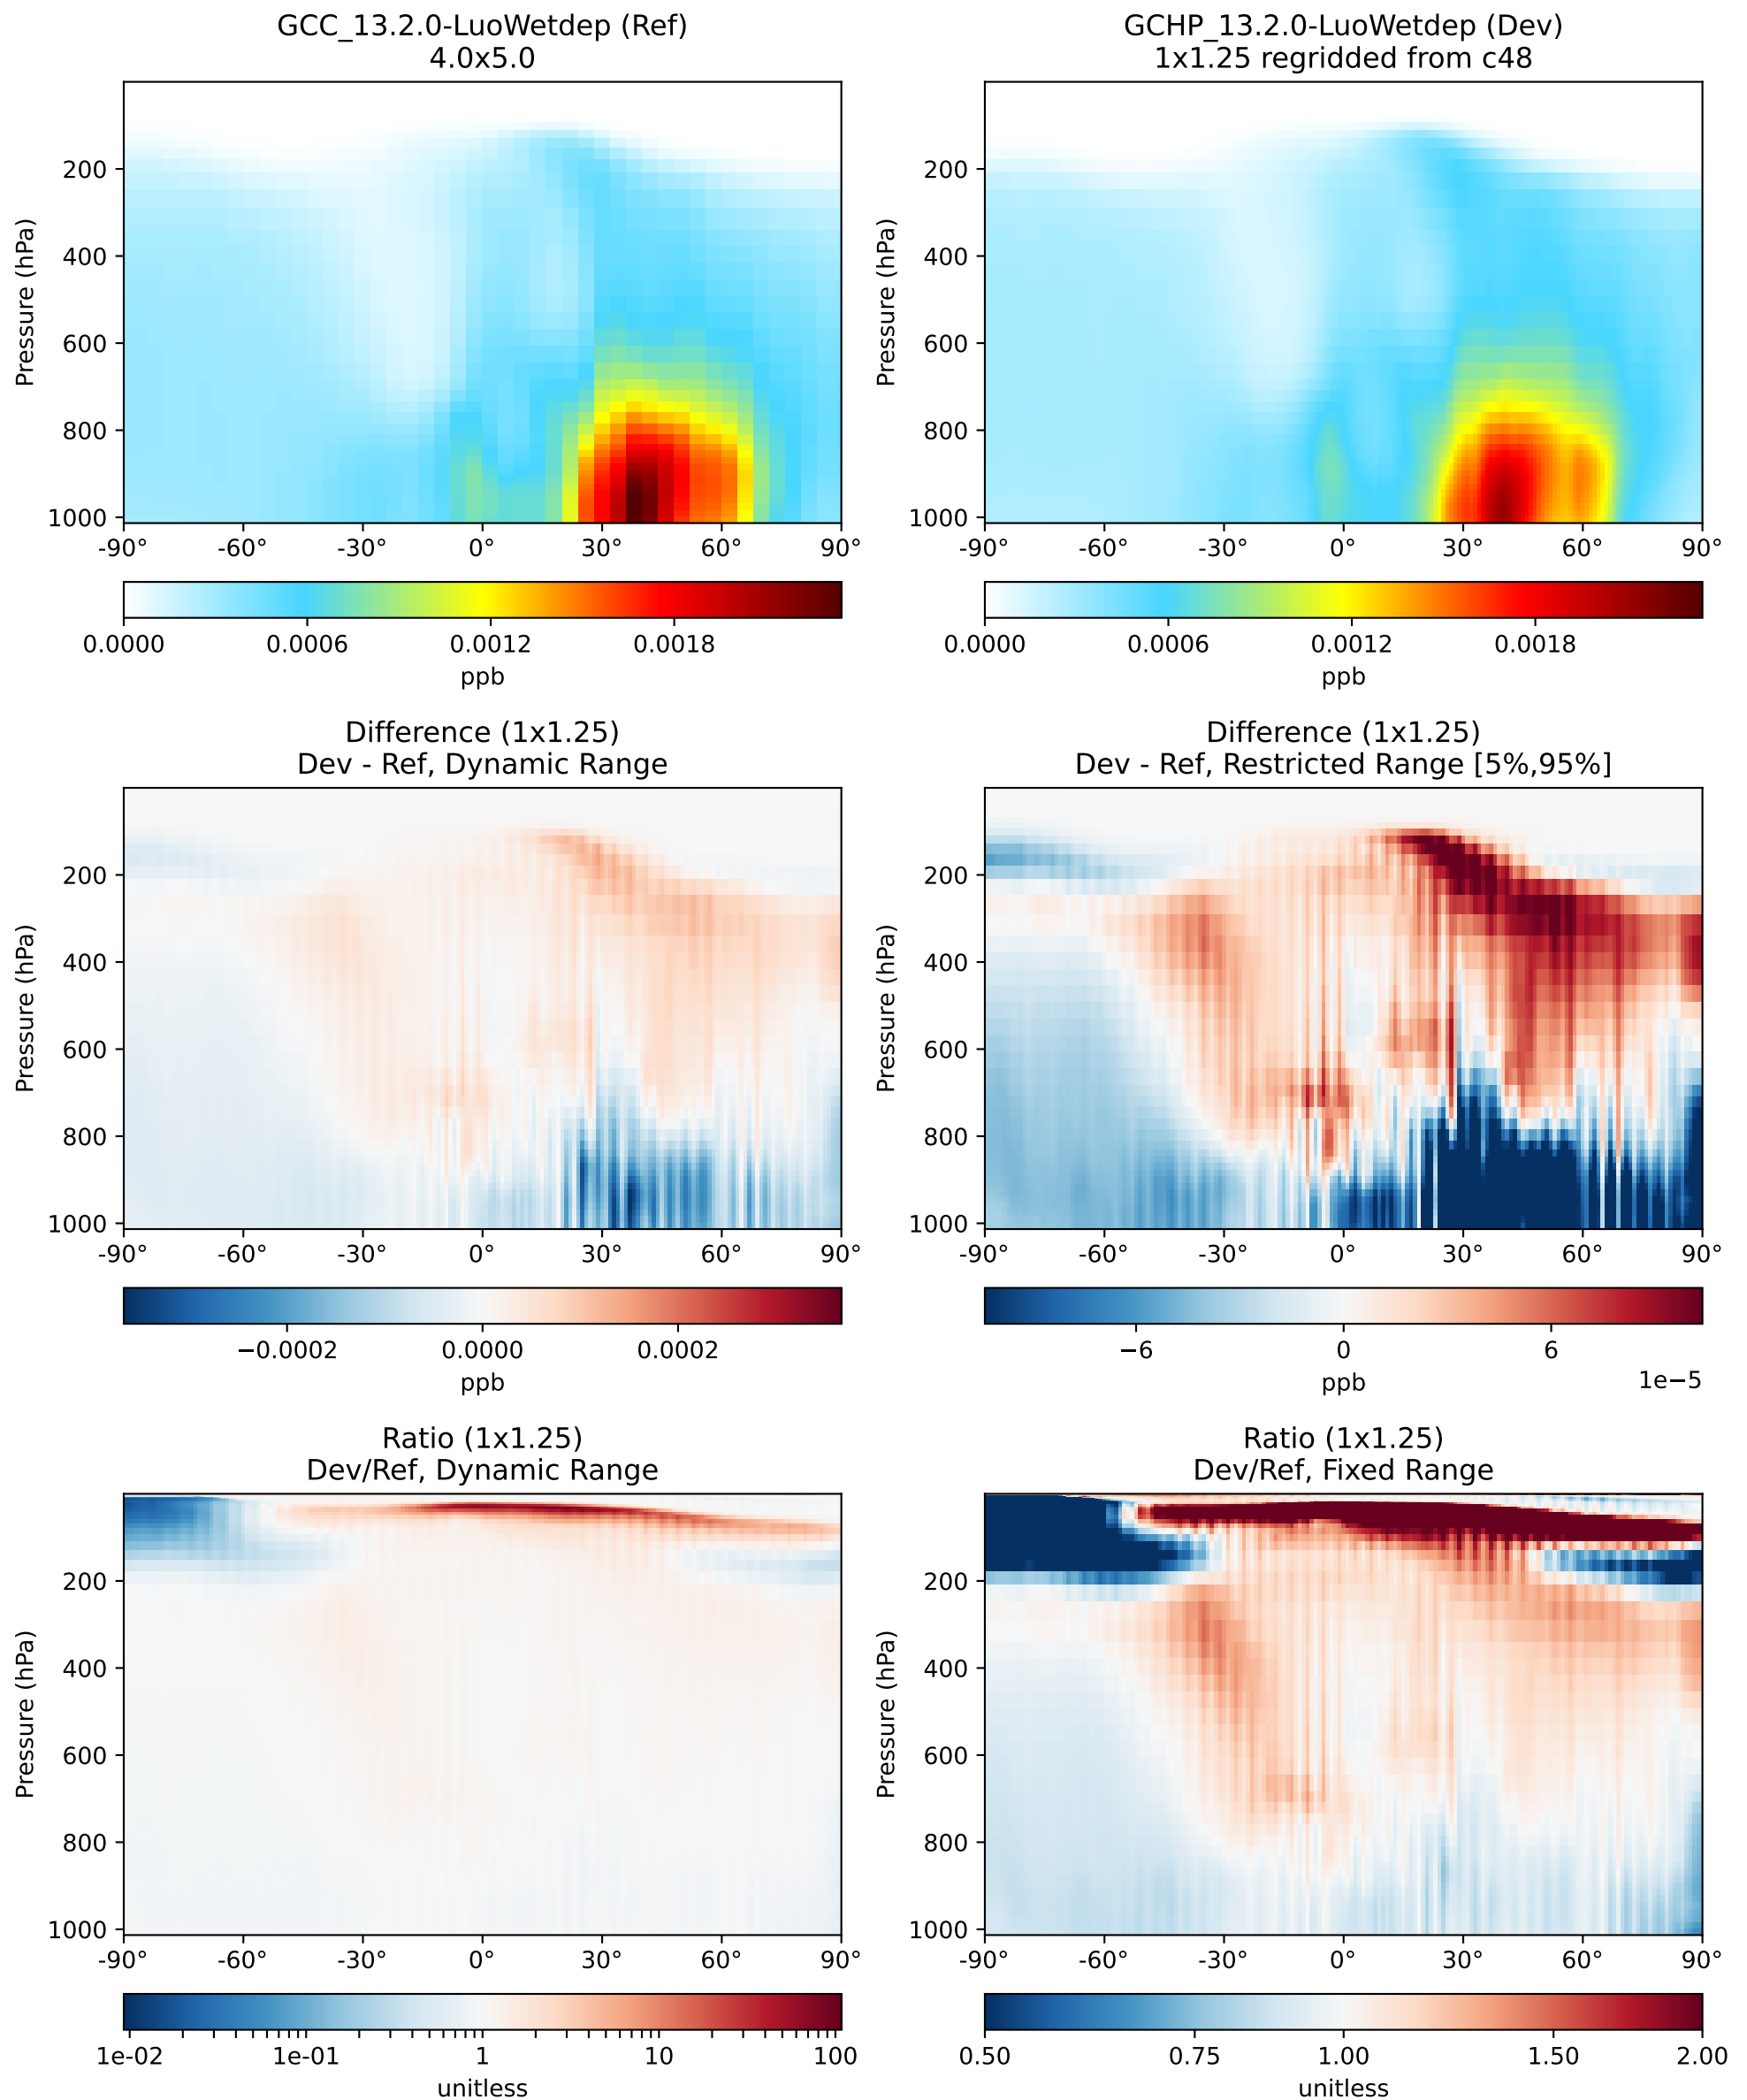 GCC_13.2.0-LuoWetdep (Ref)
4.0x5.0
Pressure (hPa)
200
400
600
800
1000
-90° -60° -30° 0° 30° 60° 90°
0.0000 0.0006 0.0012 0.0018
ppb
GCHP_13.2.0-LuoWetdep (Dev)
1x1.25 regridded from c48
Pressure (hPa)
200
400
600
800
1000
-90° -60° -30° 0° 30° 60° 90°
0.0000 0.0006 0.0012 0.0018
ppb
Difference (1x1.25)
Dev - Ref, Dynamic Range
Pressure (hPa)
200
400
600
800
1000
-90° -60° -30° 0° 30° 60° 90°
−0.0002 0.0000 0.0002
ppb
Difference (1x1.25)
Dev - Ref, Restricted Range [5%,95%]
Pressure (hPa)
200
400
600
800
1000
-90° -60° -30° 0° 30° 60° 90°
−6 0 6
ppb
1e−5
Ratio (1x1.25)
Dev/Ref, Dynamic Range
Pressure (hPa)
200
400
600
800
1000
-90° -60° -30° 0° 30° 60° 90°
1e-02 1e-01 1 10 100
unitless
Ratio (1x1.25)
Dev/Ref, Fixed Range
Pressure (hPa)
200
400
600
800
1000
-90° -60° -30° 0° 30° 60° 90°
0.50 0.75 1.00 1.50 2.00
unitless